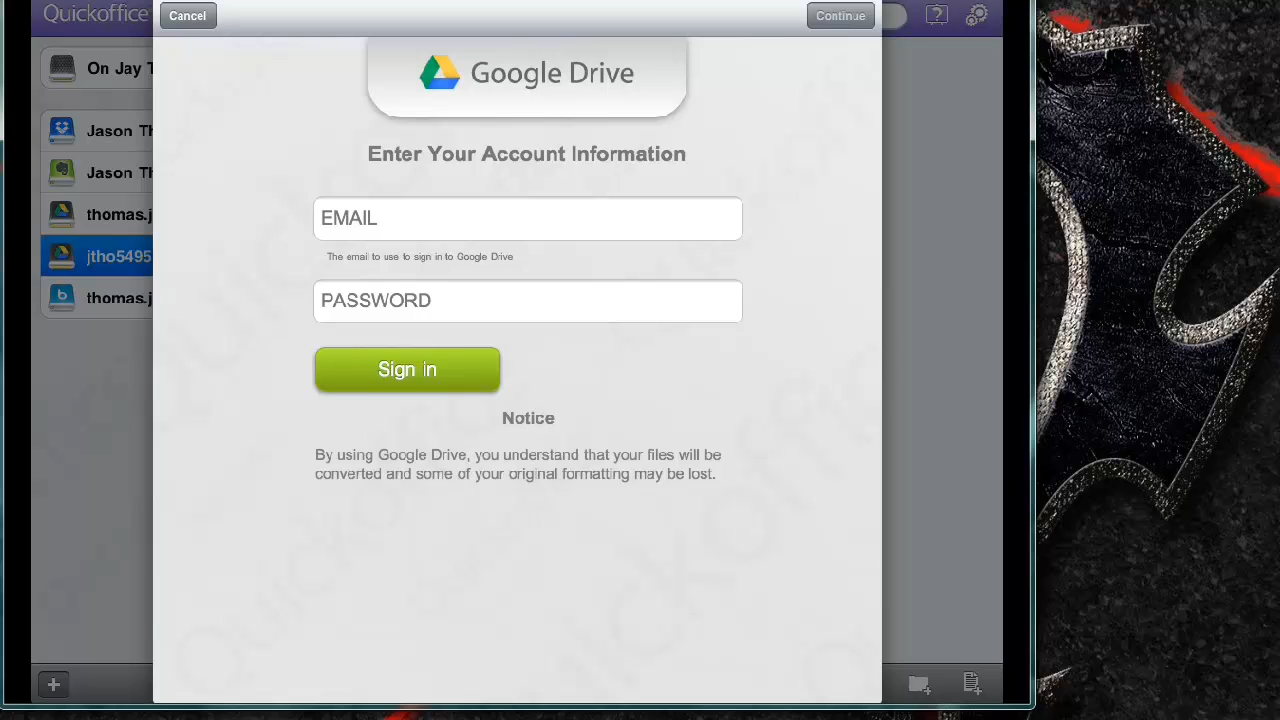 Quickoffice
Cancel
Continue
On Jay T
Jason Th
Jason Th
thomas.j
jtho5495
thomas.j
Google Drive
Enter Your Account Information
EMAIL
The email to use to sign in to Google Drive
PASSWORD
Sign in
Notice
By using Google Drive, you understand that your files will be
converted and some of your original formatting may be lost.